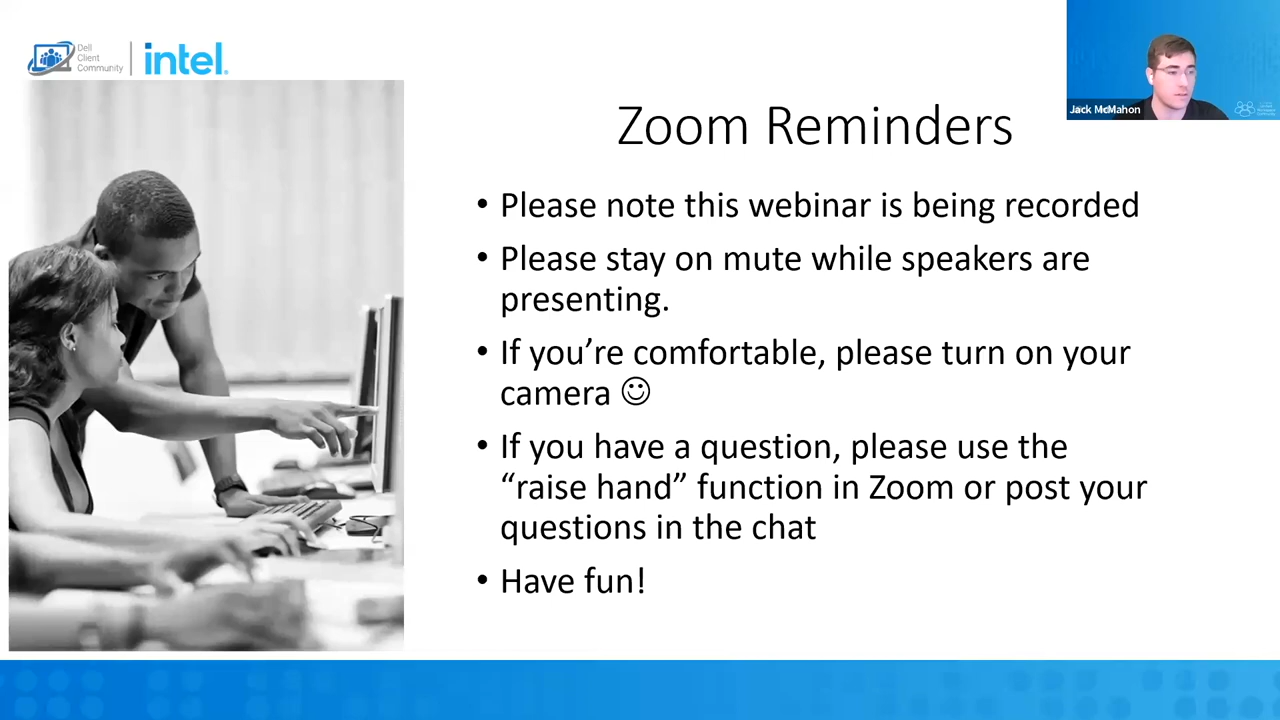 Dell
Client
Community
intel.
Jack McMahon
Zoom Reminders
• Please note this webinar is being recorded
• Please stay on mute while speakers are
presenting.
• If you’re comfortable, please turn on your
camera ☺
• If you have a question, please use the
“raise hand” function in Zoom or post your
questions in the chat
• Have fun!